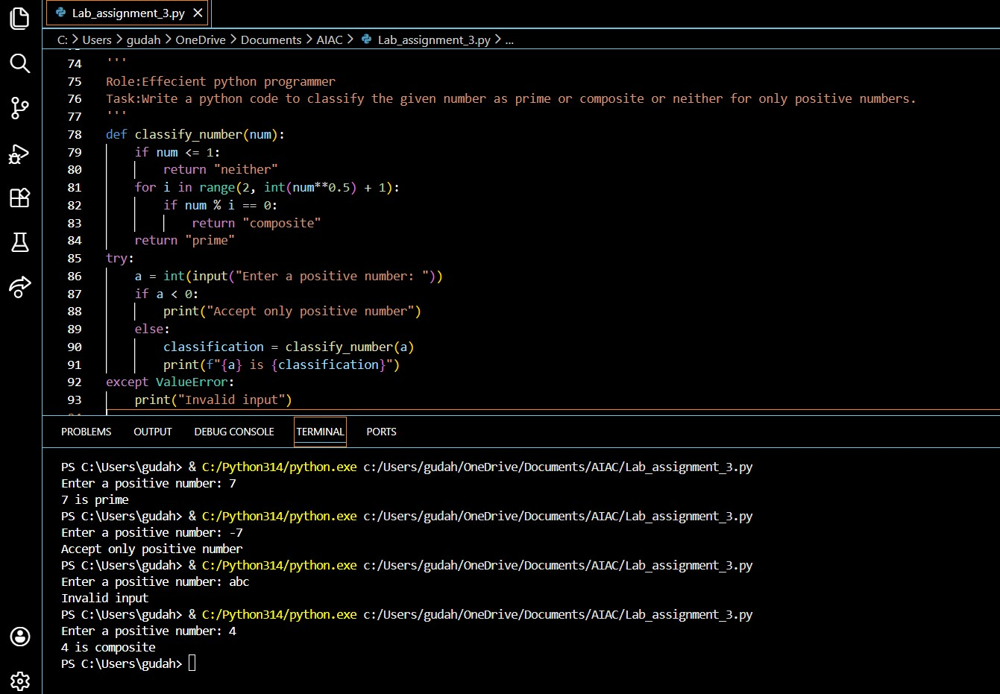 Lab_assignment_3.py ×
C: > Users > gudah > OneDrive > Documents > AIAC > Lab_assignment_3.py > ...
74 '''
75 Role:Effecient python programmer
76 Task:Write a python code to classify the given number as prime or composite or neither for only positive numbers.
77 '''
78 def classify_number(num):
79     if num <= 1:
80         return "neither"
81     for i in range(2, int(num**0.5) + 1):
82         if num % i == 0:
83             return "composite"
84     return "prime"
85 try:
86     a = int(input("Enter a positive number: "))
87     if a < 0:
88         print("Accept only positive number")
89     else:
90         classification = classify_number(a)
91         print(f"{a} is {classification}")
92 except ValueError:
93     print("Invalid input")
PROBLEMS OUTPUT DEBUG CONSOLE TERMINAL PORTS
PS C:\Users\gudah> & C:/Python314/python.exe c:/Users/gudah/OneDrive/Documents/AIAC/Lab_assignment_3.py
Enter a positive number: 7
7 is prime
PS C:\Users\gudah> & C:/Python314/python.exe c:/Users/gudah/OneDrive/Documents/AIAC/Lab_assignment_3.py
Enter a positive number: -7
Accept only positive number
PS C:\Users\gudah> & C:/Python314/python.exe c:/Users/gudah/OneDrive/Documents/AIAC/Lab_assignment_3.py
Enter a positive number: abc
Invalid input
PS C:\Users\gudah> & C:/Python314/python.exe c:/Users/gudah/OneDrive/Documents/AIAC/Lab_assignment_3.py
Enter a positive number: 4
4 is composite
PS C:\Users\gudah>